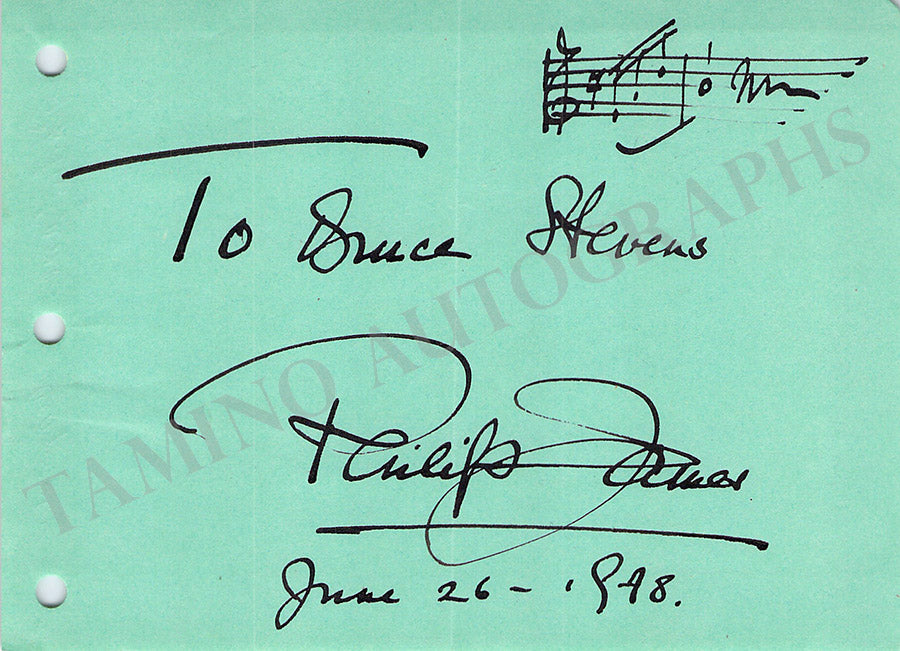 To Bruce Stevens
Philip James
June 26 - 1948.
TAMINO AUTOGRAPHS